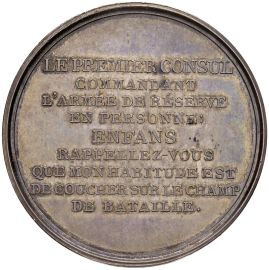 LE PREMIER CONSUL
COMMANDANT
L'ARMÉE DE RÉSERVE
EN PERSONNE;
ENFANS
RAPPELLEZ-VOUS
QUE MON HABITUDE EST
DE COUCHER SUR LE CHAMP
DE BATAILLE.